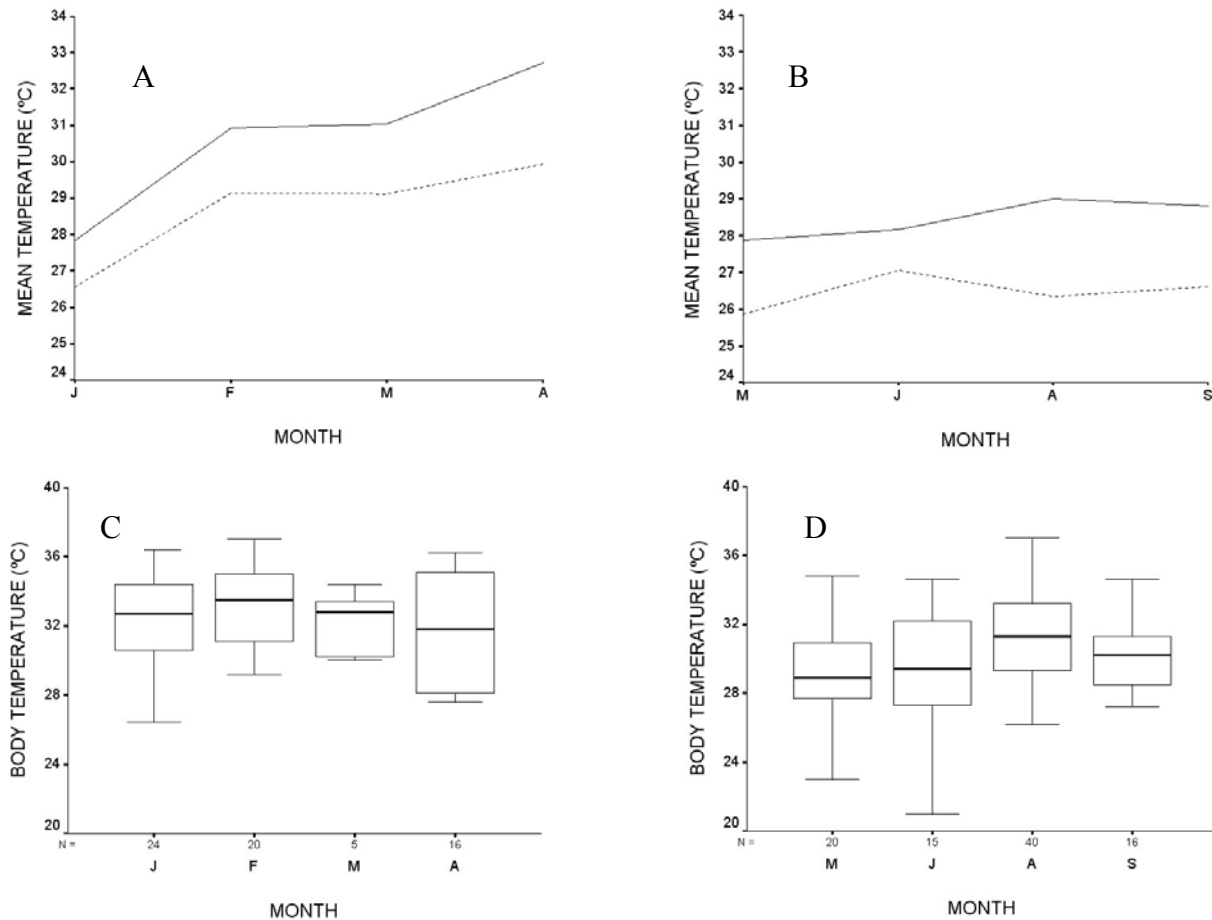 A
MEAN TEMPERATURE (ºC)
34
33
32
31
30
29
28
27
26
25
24
J F M A
MONTH
B
MEAN TEMPERATURE (ºC)
34
33
32
31
30
29
28
27
26
25
24
M J A S
MONTH
C
BODY TEMPERATURE (ºC)
40
36
32
28
24
20
N = 24 20 5 16
J F M A
MONTH
D
BODY TEMPERATURE (ºC)
40
36
32
28
24
20
N = 20 15 40 16
M J A S
MONTH